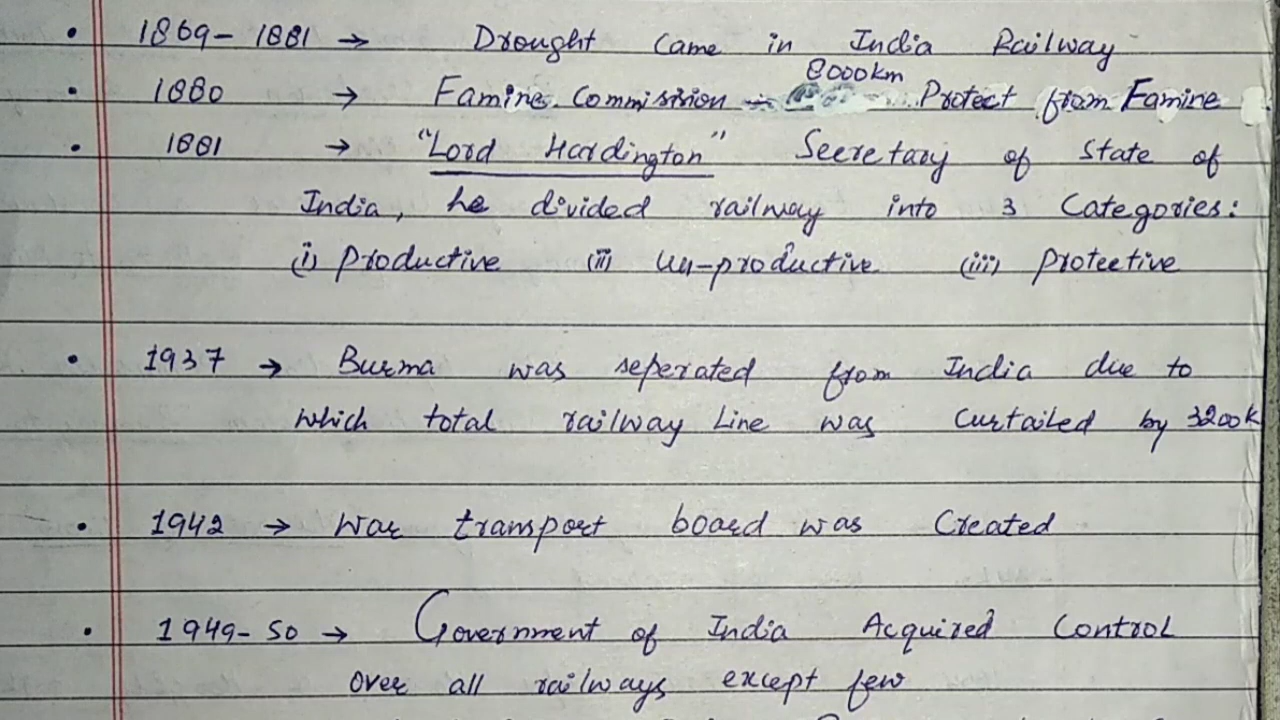 • 1869- 1881 → Drought Came in India Railway
8000km
• 1880 → Famine Commission - Protect from Famine
• 1881 → "Lord Hardington" Secretary of State of
India, he divided railway into 3 Categories:
(i) Productive (ii) Un-productive (iii) Protective
• 1937 → Burma was seperated from India due to
which total railway Line was Curtailed by 3200k
• 1942 → War transport board was Created
• 1949- 50 → Government of India Acquired Control
over all railways except few